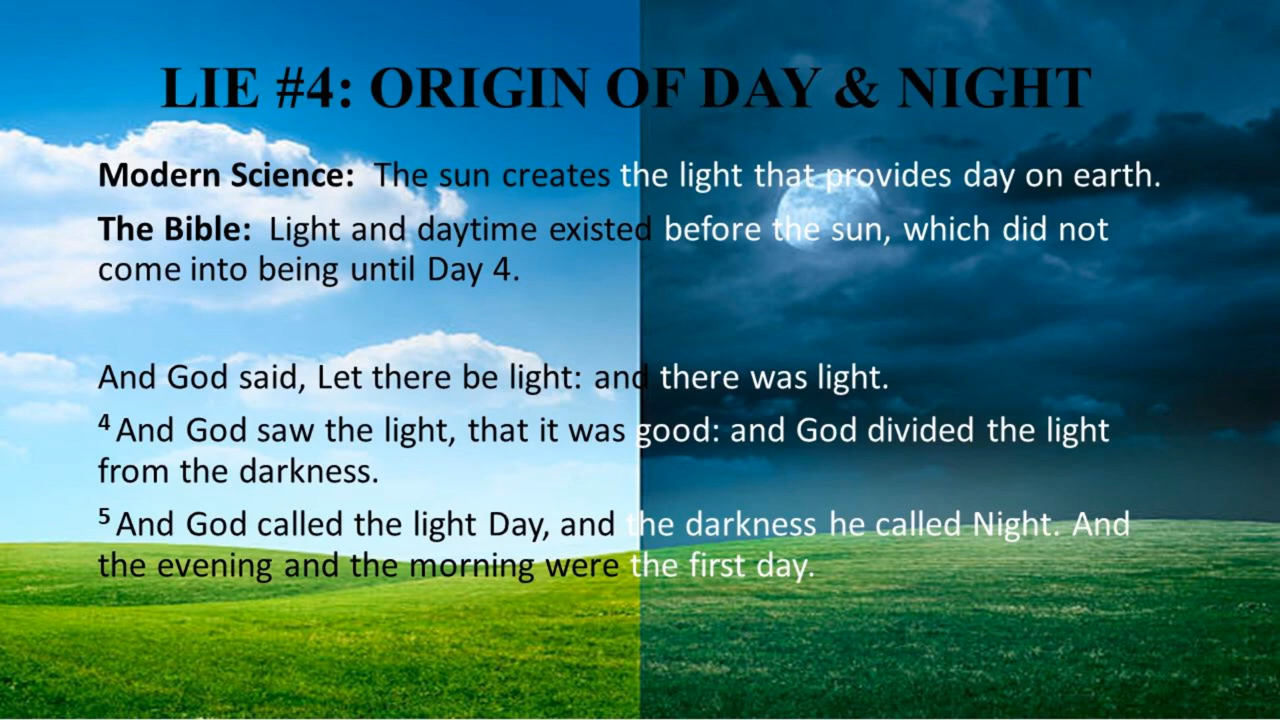 LIE #4: ORIGIN OF DAY & NIGHT
Modern Science: The sun creates the light that provides day on earth.
The Bible: Light and daytime existed before the sun, which did not
come into being until Day 4.
And God said, Let there be light: and there was light.
4 And God saw the light, that it was good: and God divided the light
from the darkness.
5 And God called the light Day, and the darkness he called Night. And
the evening and the morning were the first day.